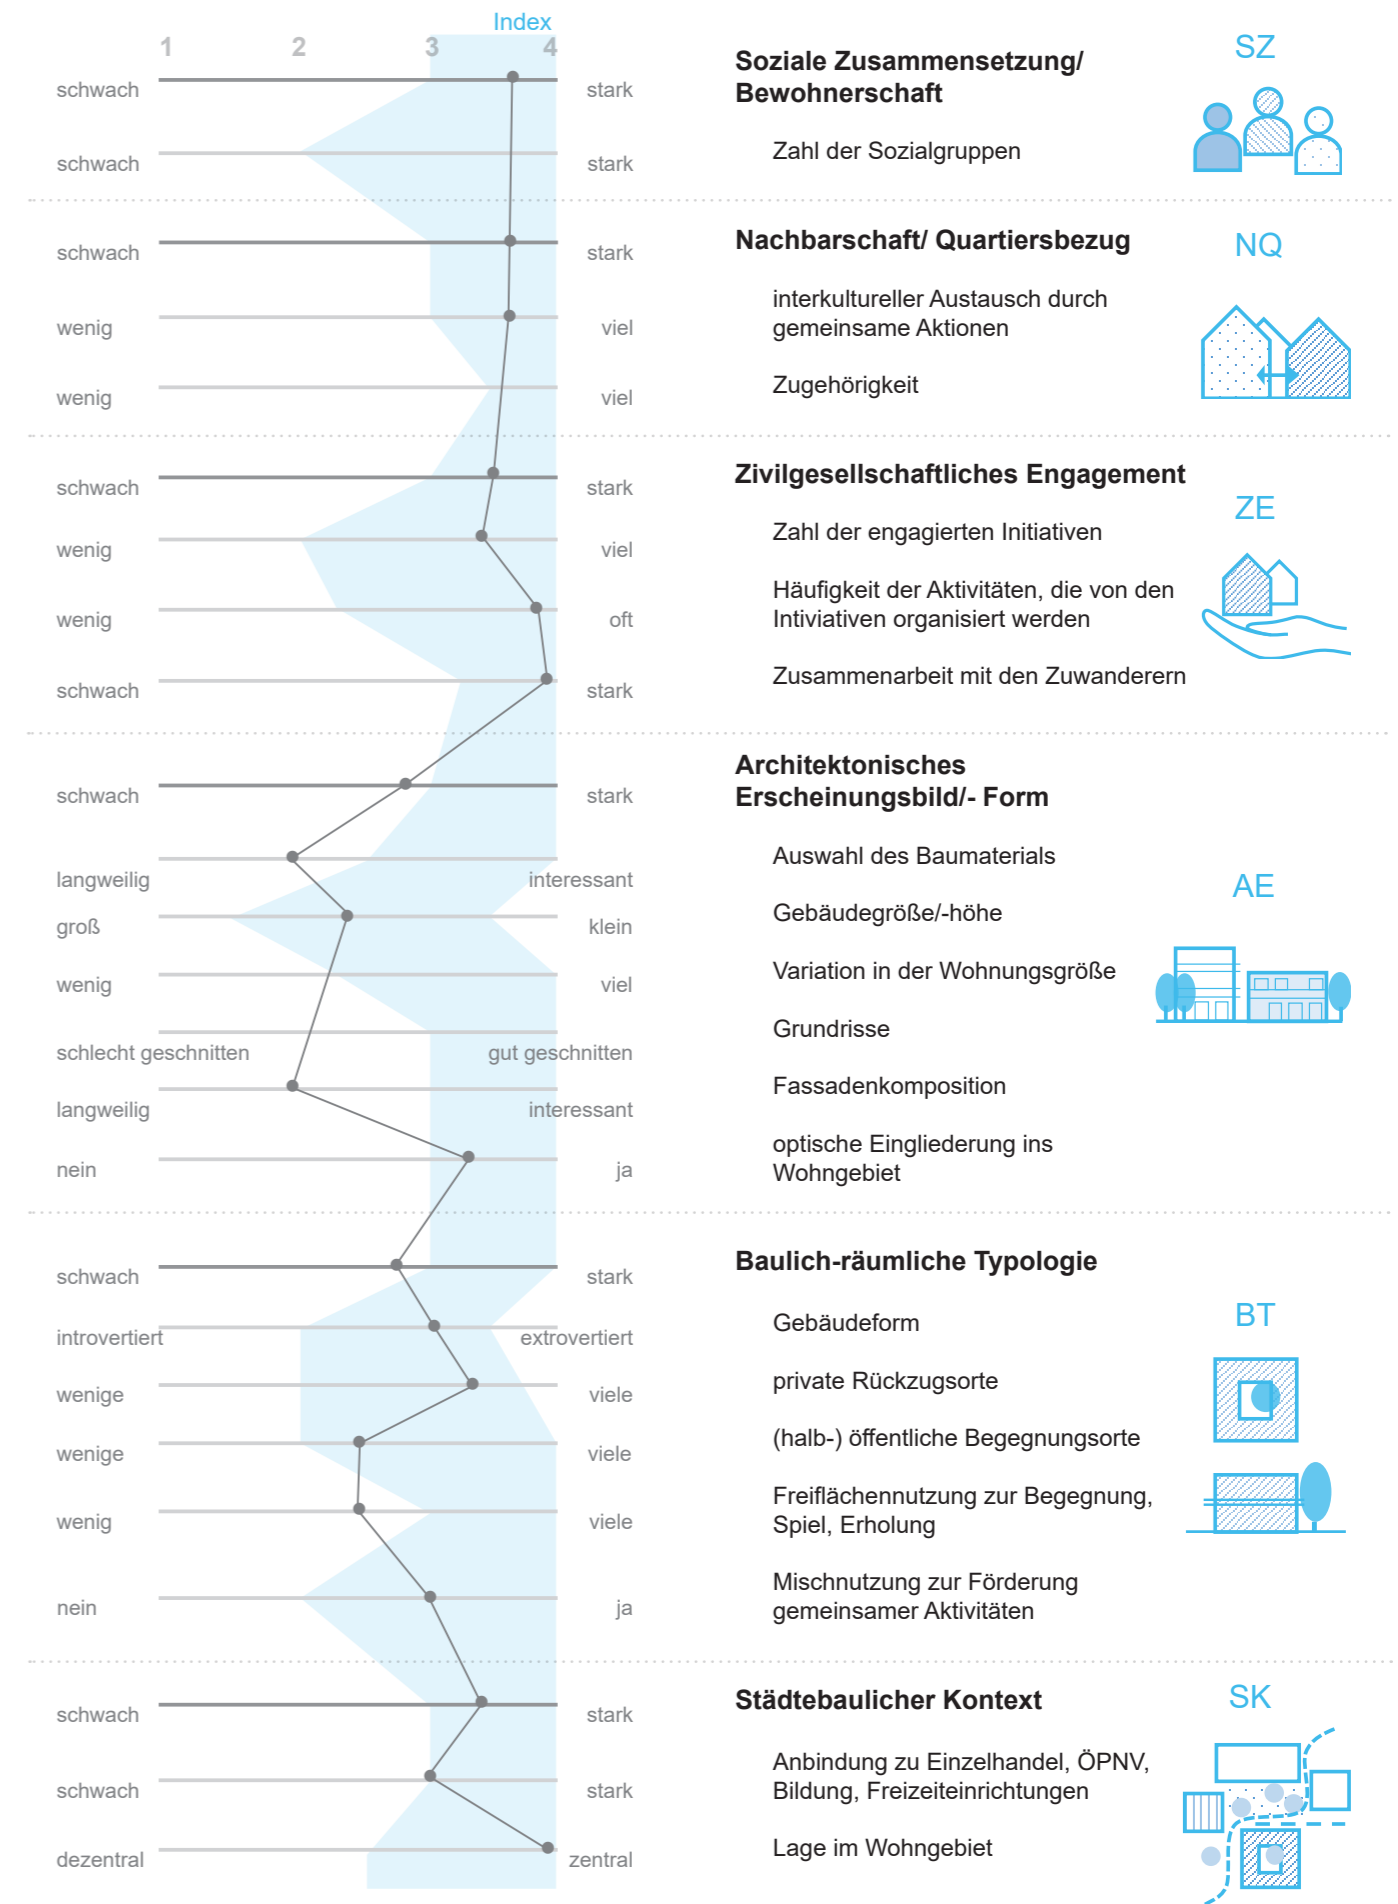 Index
1 2 3 4
schwach stark
Soziale Zusammensetzung/
Bewohnerschaft
SZ
schwach stark
Zahl der Sozialgruppen
schwach stark
Nachbarschaft/ Quartiersbezug
NQ
wenig viel
interkultureller Austausch durch
gemeinsame Aktionen
wenig viel
Zugehörigkeit
schwach stark
Zivilgesellschaftliches Engagement
ZE
wenig viel
Zahl der engagierten Initiativen
wenig oft
Häufigkeit der Aktivitäten, die von den
Intiviativen organisiert werden
schwach stark
Zusammenarbeit mit den Zuwanderern
schwach stark
Architektonisches
Erscheinungsbild/- Form
AE
langweilig interessant
Auswahl des Baumaterials
groß klein
Gebäudegröße/-höhe
wenig viel
Variation in der Wohnungsgröße
schlecht geschnitten gut geschnitten
Grundrisse
langweilig interessant
Fassadenkomposition
nein ja
optische Eingliederung ins
Wohngebiet
schwach stark
Baulich-räumliche Typologie
BT
introvertiert extrovertiert
Gebäudeform
wenige viele
private Rückzugsorte
wenige viele
(halb-) öffentliche Begegnungsorte
wenig viele
Freiflächennutzung zur Begegnung,
Spiel, Erholung
nein ja
Mischnutzung zur Förderung
gemeinsamer Aktivitäten
schwach stark
Städtebaulicher Kontext
SK
schwach stark
Anbindung zu Einzelhandel, ÖPNV,
Bildung, Freizeiteinrichtungen
dezentral zentral
Lage im Wohngebiet